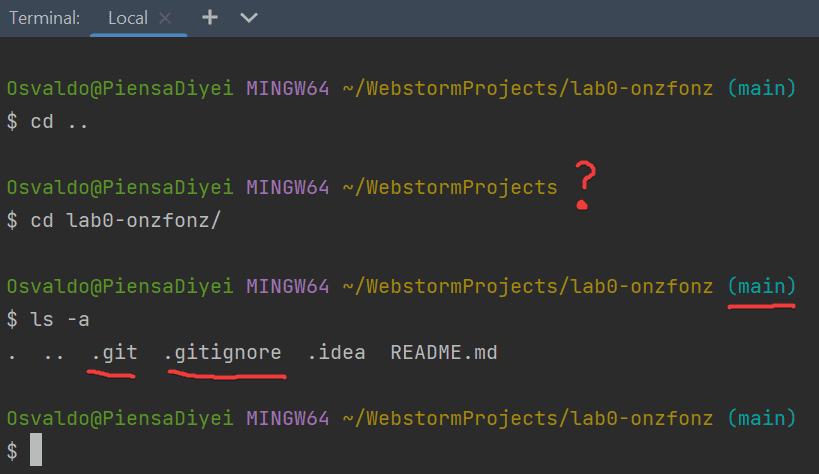 Terminal: Local × + 
Osvaldo@PiensaDiyei MINGW64 ~/WebstormProjects/lab0-onzfonz (main)
$ cd ..
Osvaldo@PiensaDiyei MINGW64 ~/WebstormProjects ?
$ cd lab0-onzfonz/
Osvaldo@PiensaDiyei MINGW64 ~/WebstormProjects/lab0-onzfonz (main)
$ ls -a
. .. .git .gitignore .idea README.md
Osvaldo@PiensaDiyei MINGW64 ~/WebstormProjects/lab0-onzfonz (main)
$